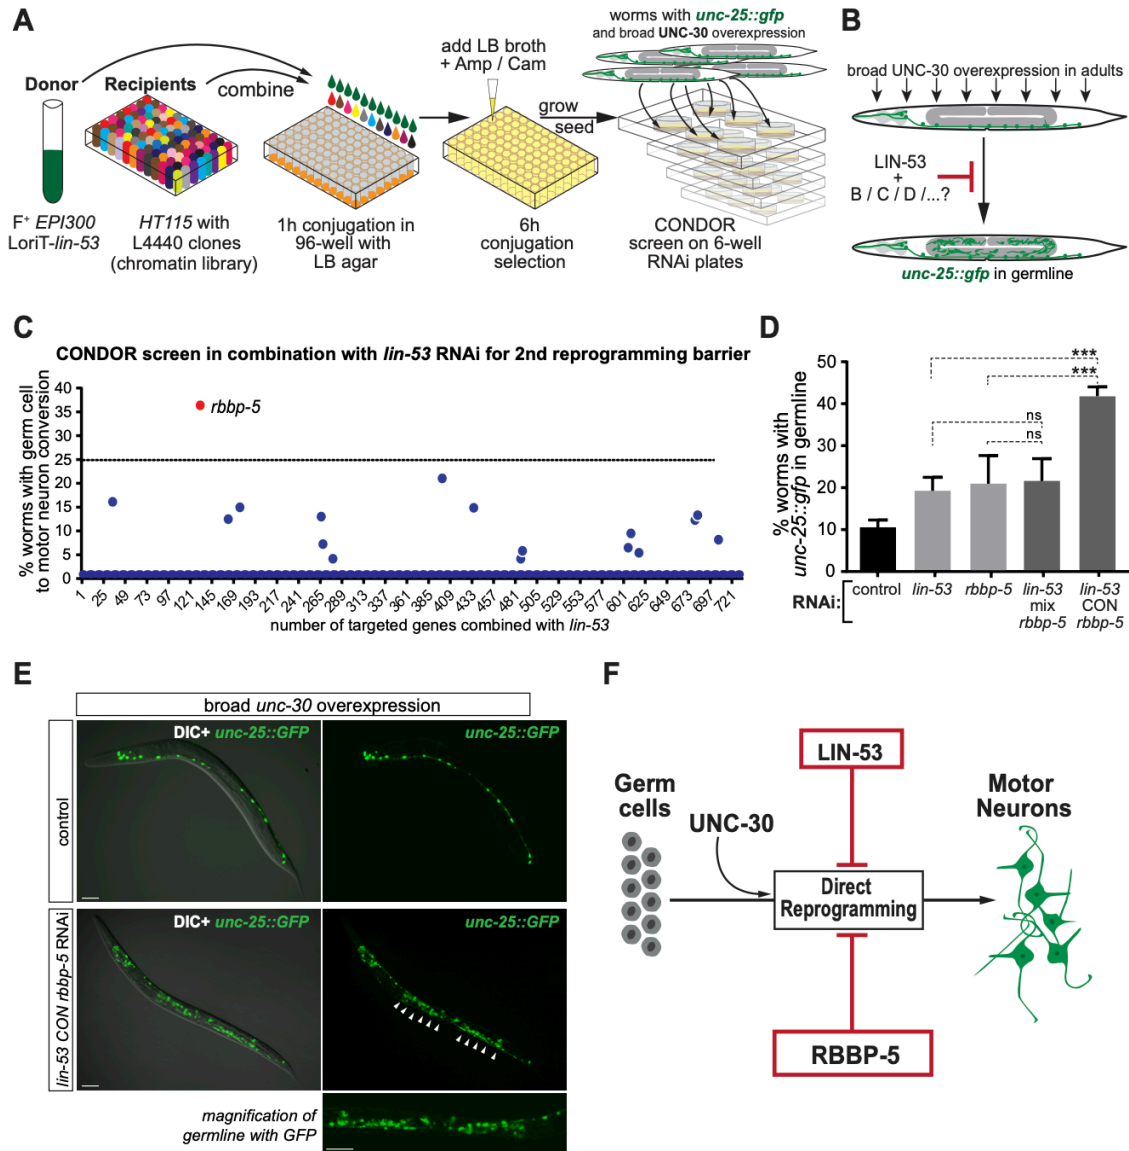 A
Donor
Recipients
combine
F⁺ EPI300
LoriT-lin-53
HT115 with
L4440 clones
(chromatin library)
1h conjugation in
96-well with
LB agar
add LB broth
+ Amp / Cam
6h
conjugation
selection
grow
seed
worms with unc-25::gfp
and broad UNC-30 overexpression
CONDOR
screen on 6-well
RNAi plates
B
broad UNC-30 overexpression in adults
LIN-53
+
B / C / D /...?
unc-25::gfp in germline
C
CONDOR screen in combination with lin-53 RNAi for 2nd reprogramming barrier
% worms with germ cell
to motor neuron conversion
40
35
30
25
20
15
10
5
0
rbbp-5
1 25 49 73 97 121 145 169 193 217 241 265 289 313 337 361 385 409 433 457 481 505 529 553 577 601 625 649 673 697 721
number of targeted genes combined with lin-53
D
% worms with
unc-25::gfp in germline
50
40
30
20
10
0
***
***
ns
ns
RNAi:
control
lin-53
rbbp-5
lin-53
mix
rbbp-5
lin-53
CON
rbbp-5
E
broad unc-30 overexpression
control
DIC+ unc-25::GFP
unc-25::GFP
lin-53 CON rbbp-5 RNAi
DIC+ unc-25::GFP
unc-25::GFP
magnification of
germline with GFP
F
LIN-53
Germ
cells
UNC-30
Direct
Reprogramming
Motor
Neurons
RBBP-5